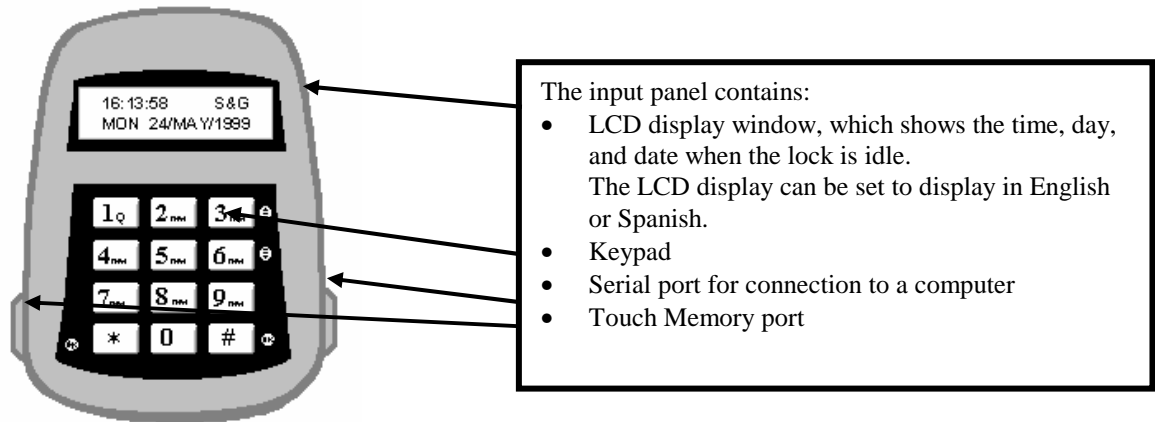 16:13:58 S&G
MON 24/MAY/1999
1Q 2 3
4 5 6
7 8 9
* 0 #
The input panel contains:
• LCD display window, which shows the time, day,
and date when the lock is idle.
The LCD display can be set to display in English
or Spanish.
• Keypad
• Serial port for connection to a computer
• Touch Memory port